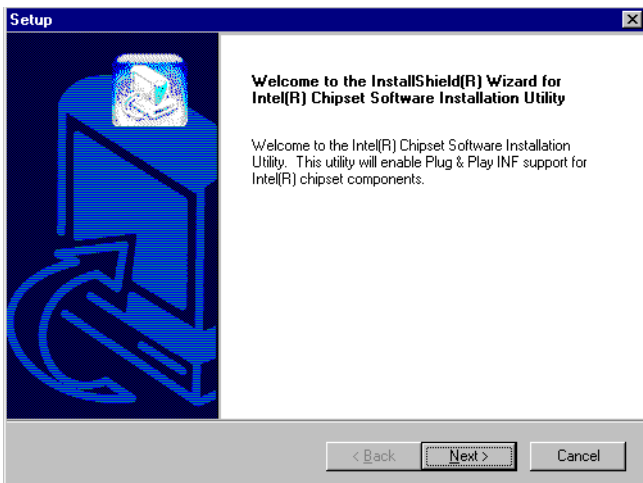 Setup
Welcome to the InstallShield(R) Wizard for
Intel(R) Chipset Software Installation Utility
Welcome to the Intel(R) Chipset Software Installation
Utility. This utility will enable Plug & Play INF support for
Intel(R) chipset components.
< Back
Next >
Cancel